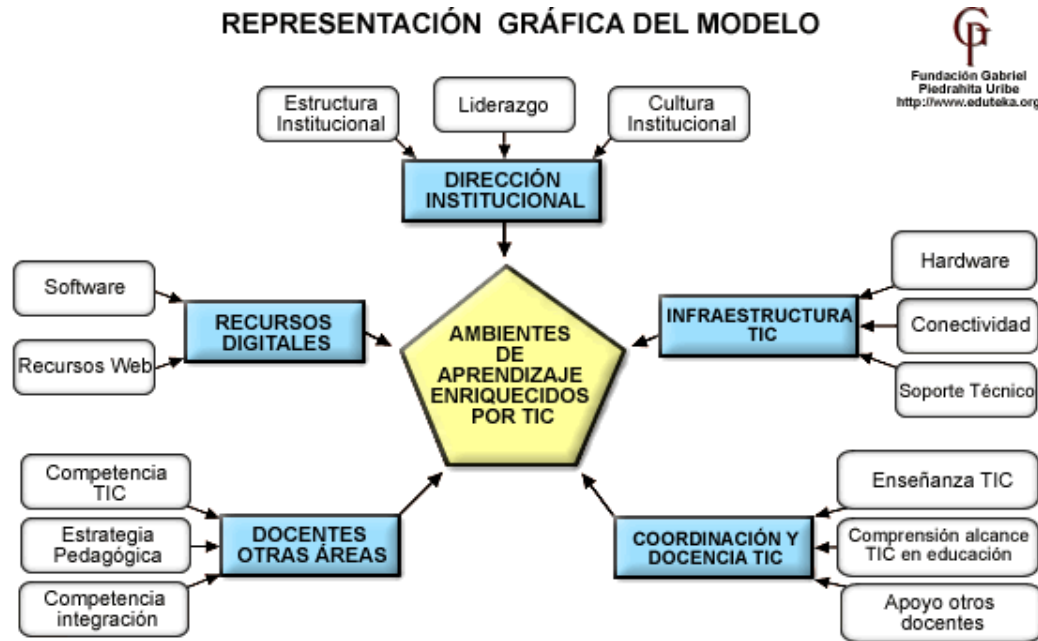 REPRESENTACIÓN GRÁFICA DEL MODELO
Fundación Gabriel
Piedrahita Uribe
http://www.eduteka.org
Estructura
Institucional
Liderazgo
Cultura
Institucional
DIRECCIÓN
INSTITUCIONAL
Software
Recursos Web
RECURSOS
DIGITALES
AMBIENTES
DE
APRENDIZAJE
ENRIQUECIDOS
POR TIC
INFRAESTRUCTURA
TIC
Hardware
Conectividad
Soporte Técnico
Competencia
TIC
Estrategia
Pedagógica
Competencia
integración
DOCENTES
OTRAS ÁREAS
COORDINACIÓN Y
DOCENCIA TIC
Enseñanza TIC
Comprensión alcance
TIC en educación
Apoyo otros
docentes